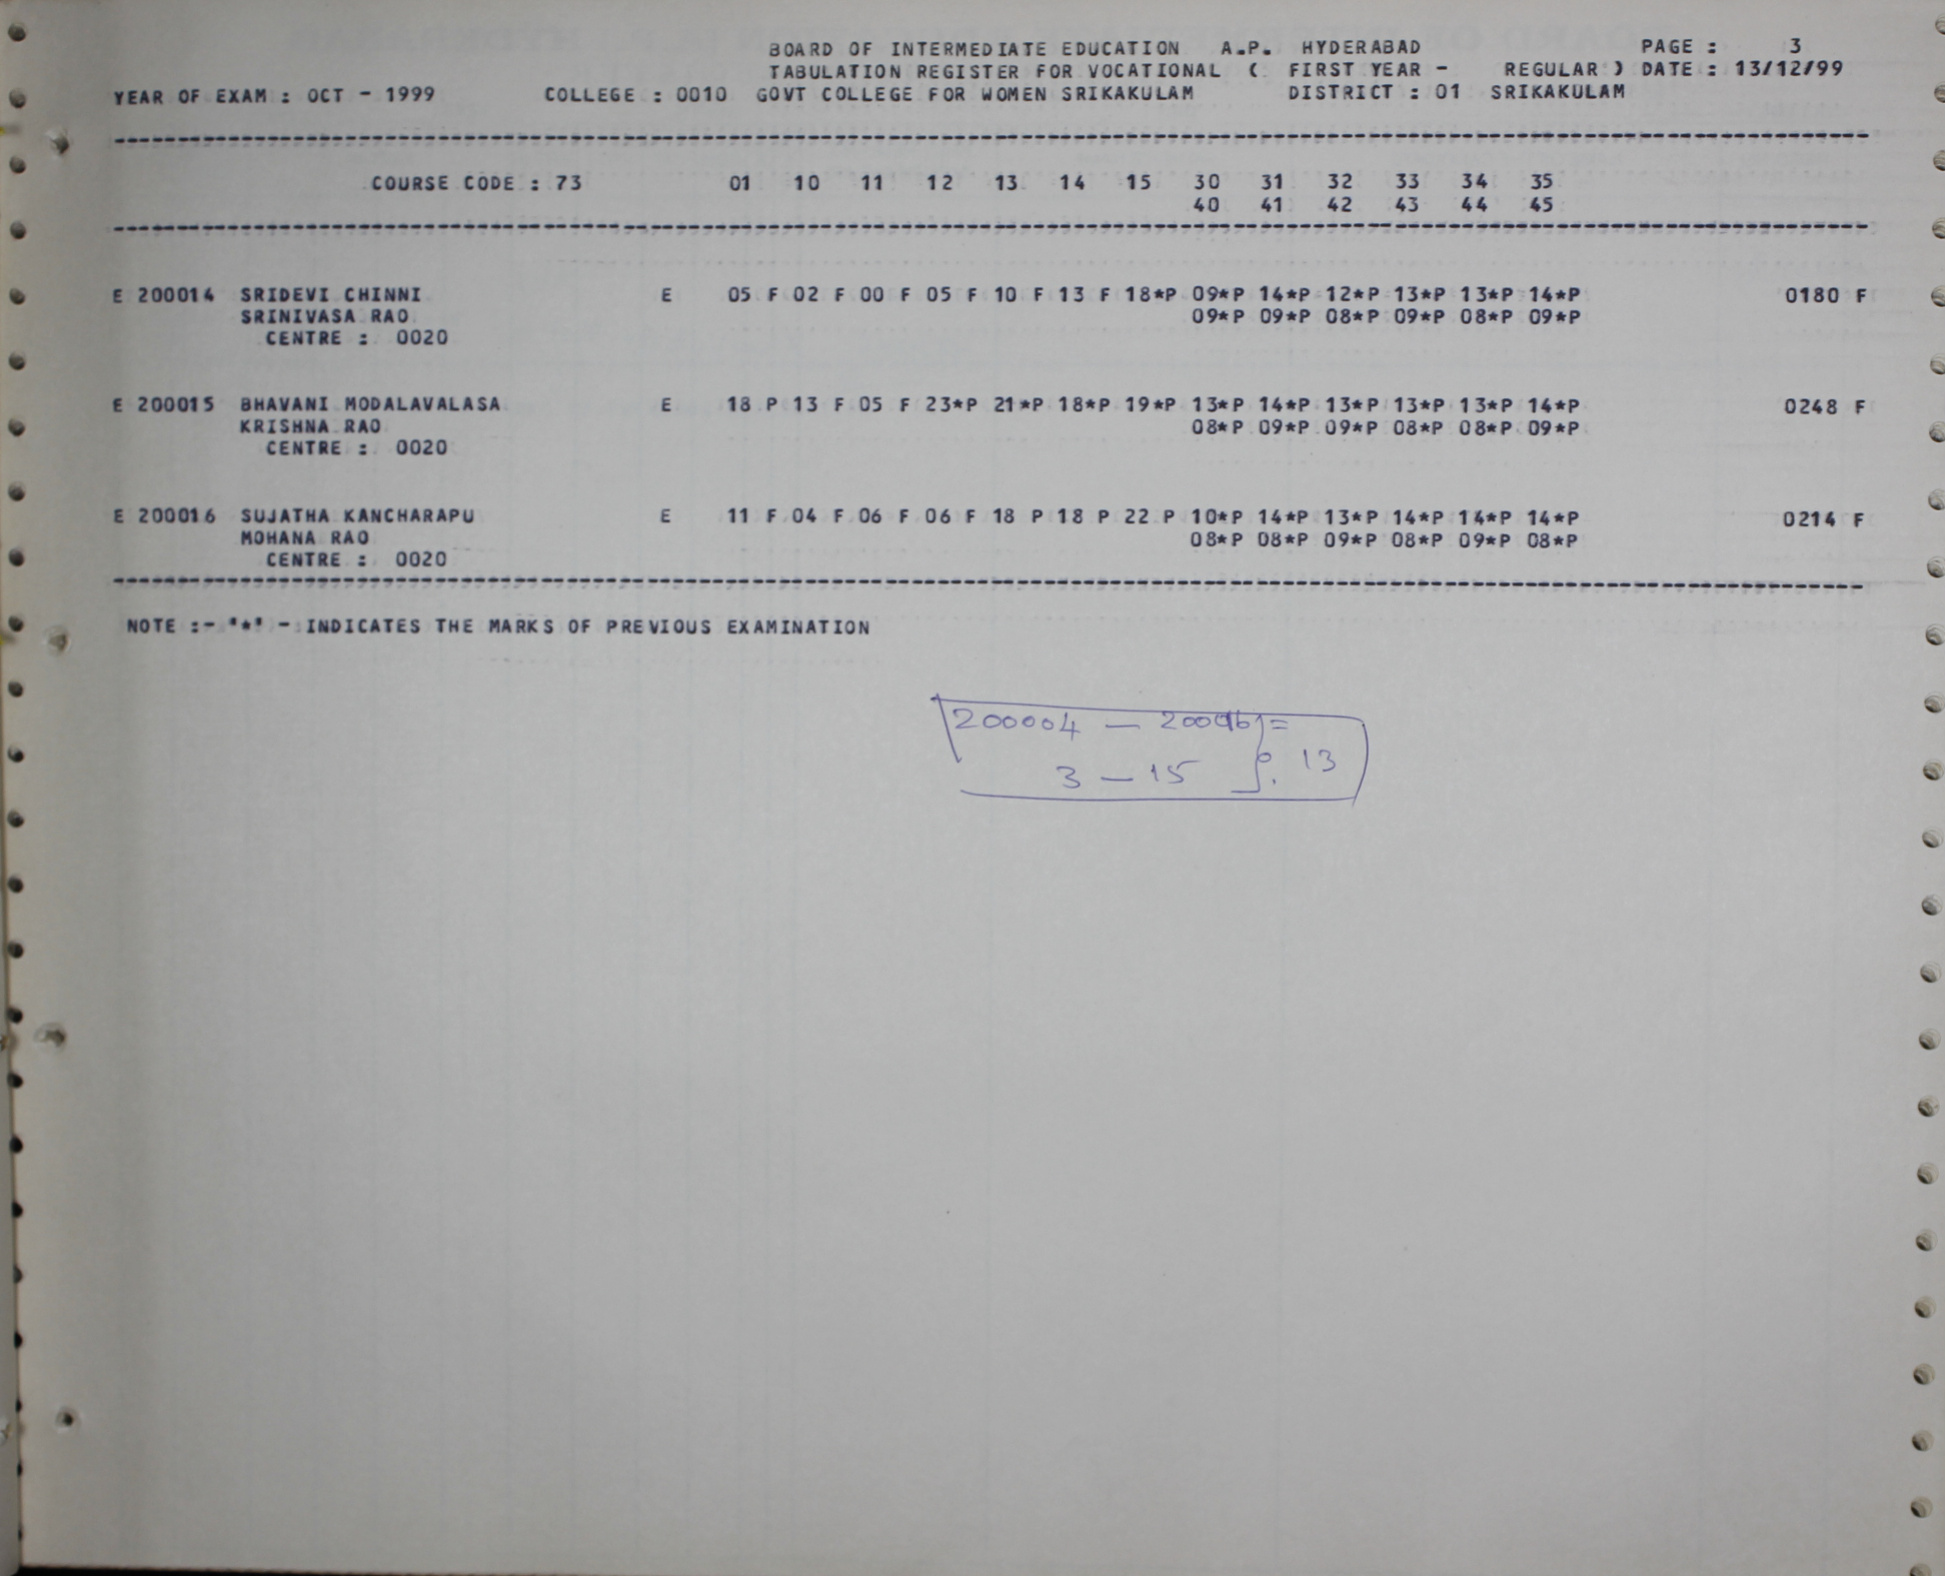 BOARD OF INTERMEDIATE EDUCATION A.P. HYDERABAD PAGE : 3
TABULATION REGISTER FOR VOCATIONAL ( FIRST YEAR - REGULAR ) DATE : 13/12/99
YEAR OF EXAM : OCT - 1999 COLLEGE : 0010 GOVT COLLEGE FOR WOMEN SRIKAKULAM DISTRICT : 01 SRIKAKULAM
COURSE CODE : 73 01 10 11 12 13 14 15 30 31 32 33 34 35
40 41 42 43 44 45
E 200014 SRIDEVI CHINNI E 05 F 02 F 00 F 05 F 10 F 13 F 18*P 09*P 14*P 12*P 13*P 13*P 14*P 0180 F
SRINIVASA RAO 09*P 09*P 08*P 09*P 08*P 09*P
CENTRE : 0020
E 200015 BHAVANI MODALAVALASA E 18 P 13 F 05 F 23*P 21*P 18*P 19*P 13*P 14*P 13*P 13*P 13*P 14*P 0248 F
KRISHNA RAO 08*P 09*P 09*P 08*P 08*P 09*P
CENTRE : 0020
E 200016 SUJATHA KANCHARAPU E 11 F 04 F 06 F 06 F 18 P 18 P 22 P 10*P 14*P 13*P 14*P 14*P 14*P 0214 F
MOHANA RAO 08*P 08*P 09*P 08*P 09*P 08*P
CENTRE : 0020
NOTE :- '*' - INDICATES THE MARKS OF PREVIOUS EXAMINATION
200004 — =
3 — 15 13